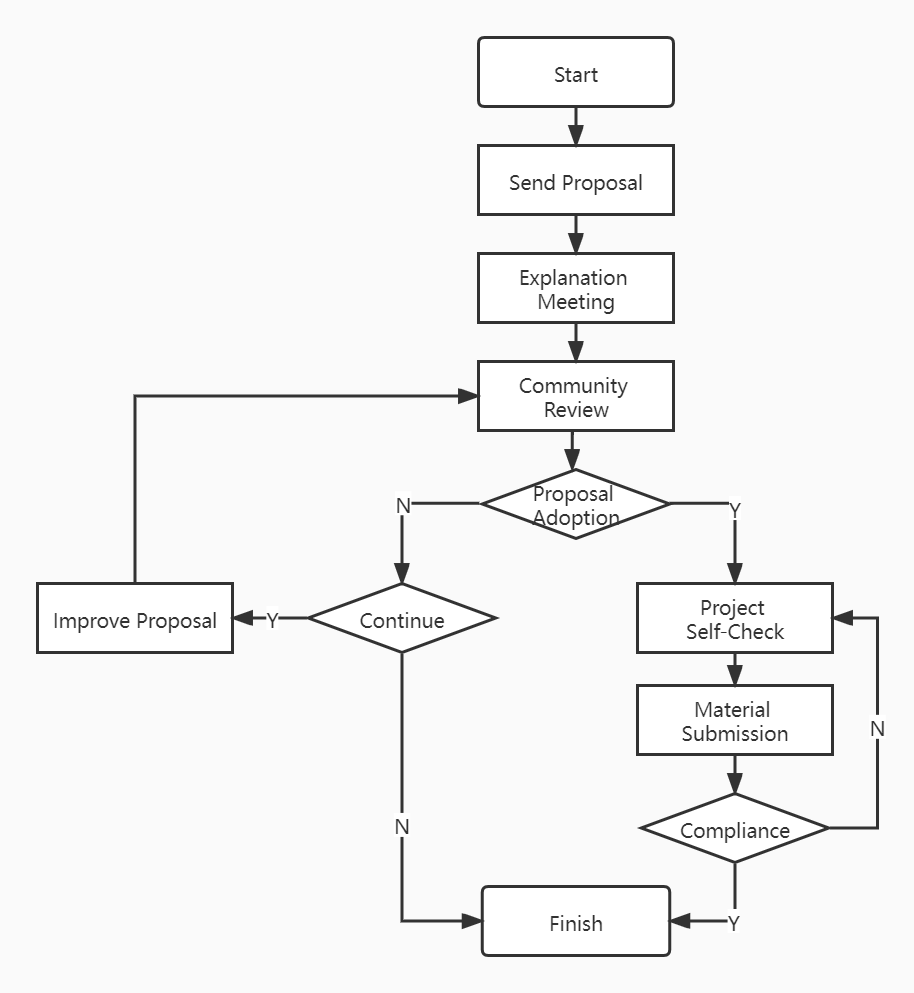 Start
Send Proposal
Explanation
Meeting
Community
Review
Proposal
Adoption
N
Y
Improve Proposal
Y
Continue
Project
Self-Check
Material
Submission
N
N
Compliance
Finish
Y